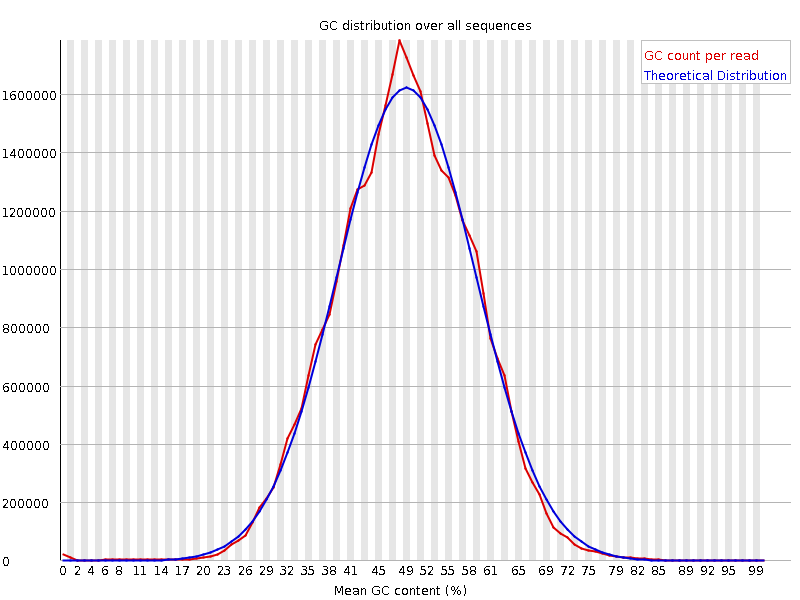 GC distribution over all sequences
GC count per read
Theoretical Distribution
1600000
1400000
1200000
1000000
800000
600000
400000
200000
0
0 2 4 6 8 11 14 17 20 23 26 29 32 35 38 41 45 49 52 55 58 61 65 69 72 75 79 82 85 89 92 95 99
Mean GC content (%)